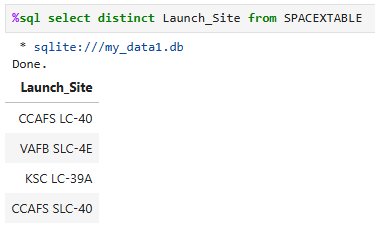 %sql select distinct Launch_Site from SPACEXTABLE
* sqlite:///my_data1.db
Done.
Launch_Site
CCAFS LC-40
VAFB SLC-4E
KSC LC-39A
CCAFS SLC-40